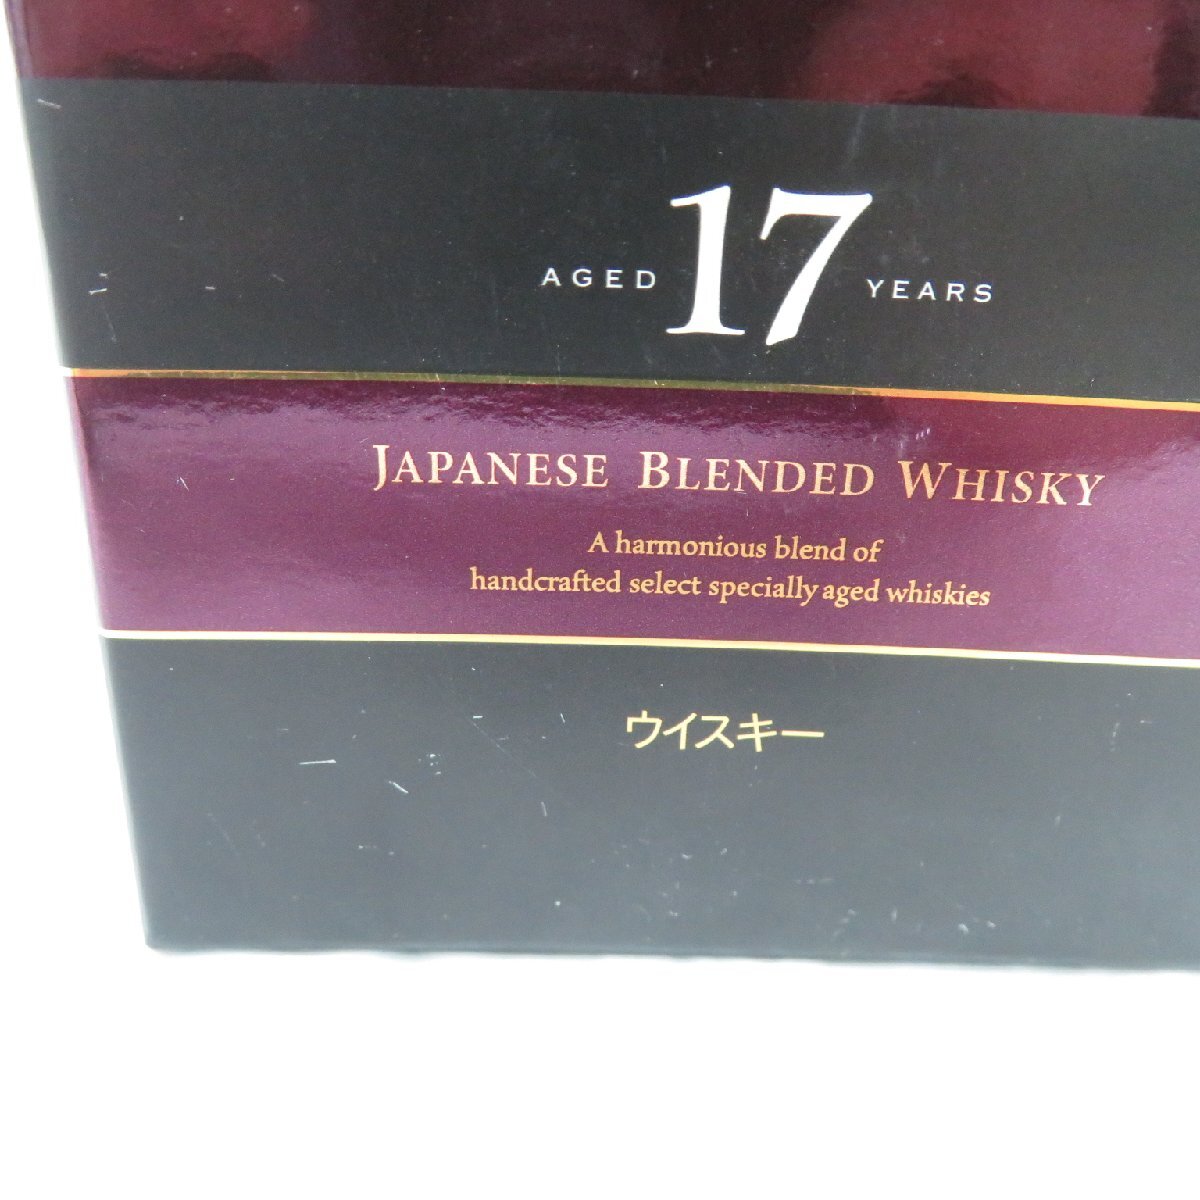 AGED 17 YEARS
JAPANESE BLENDED WHISKY
A harmonious blend of
handcrafted select specially aged whiskies
ウイスキー